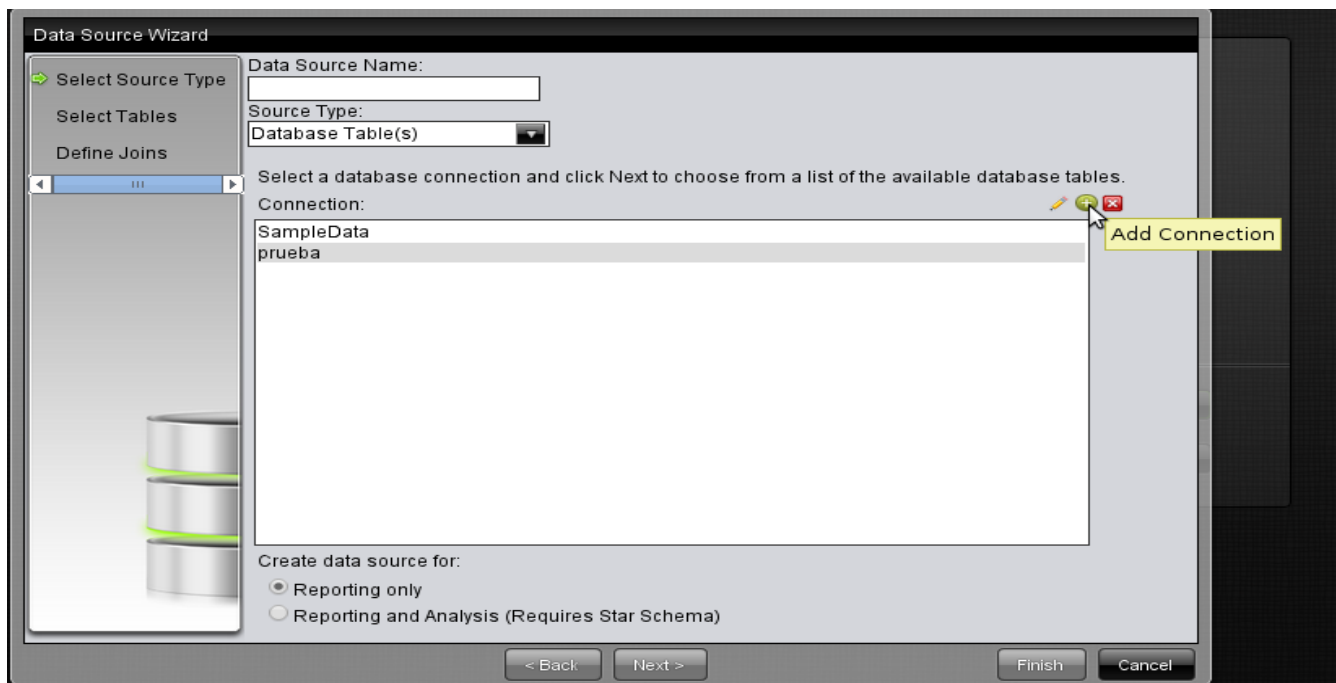 Data Source Wizard
Select Source Type
Select Tables
Define Joins
Data Source Name:
Source Type:
Database Table(s)
Select a database connection and click Next to choose from a list of the available database tables.
Connection:
Add Connection
SampleData
prueba
Create data source for:
Reporting only
Reporting and Analysis (Requires Star Schema)
< Back
Next >
Finish
Cancel